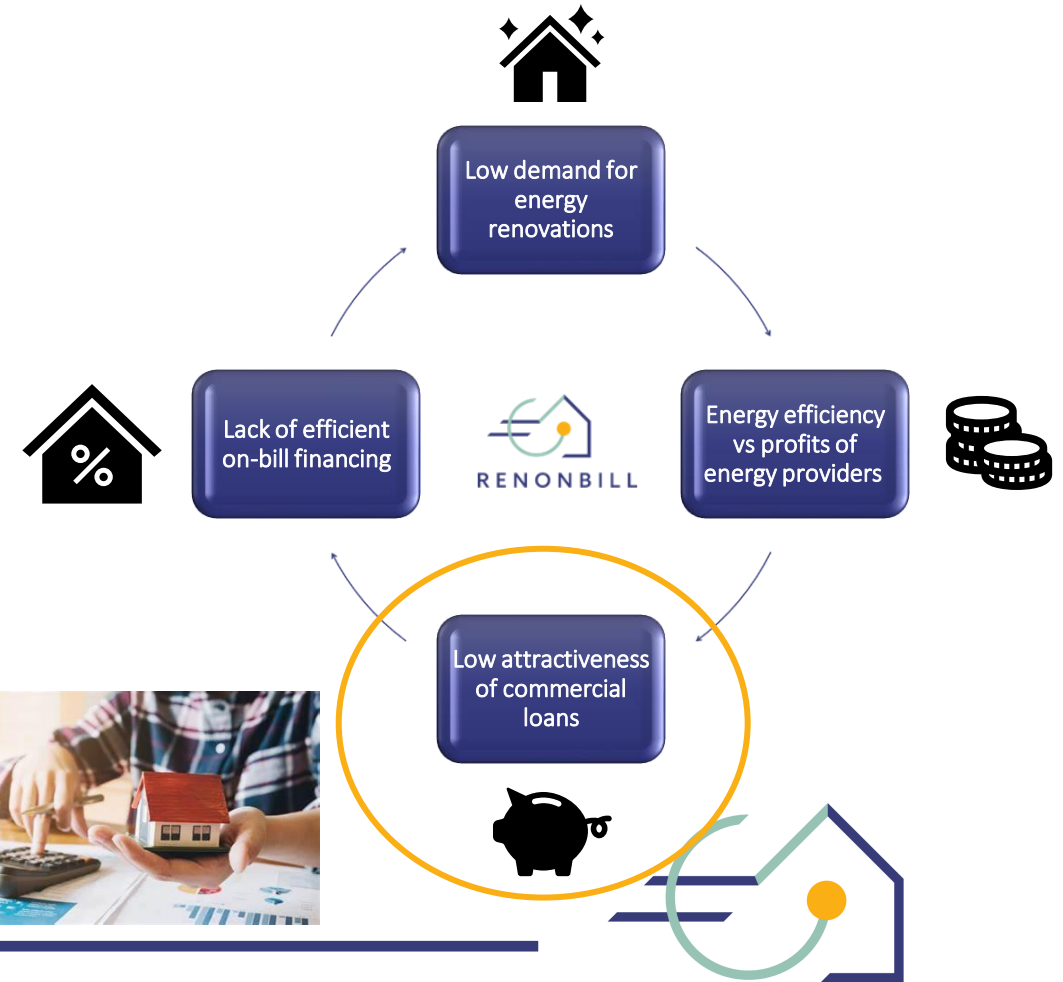 Low demand for
energy
renovations
Lack of efficient
on-bill financing
%
RENONBILL
Energy efficiency
vs profits of
energy providers
Low attractiveness
of commercial
loans